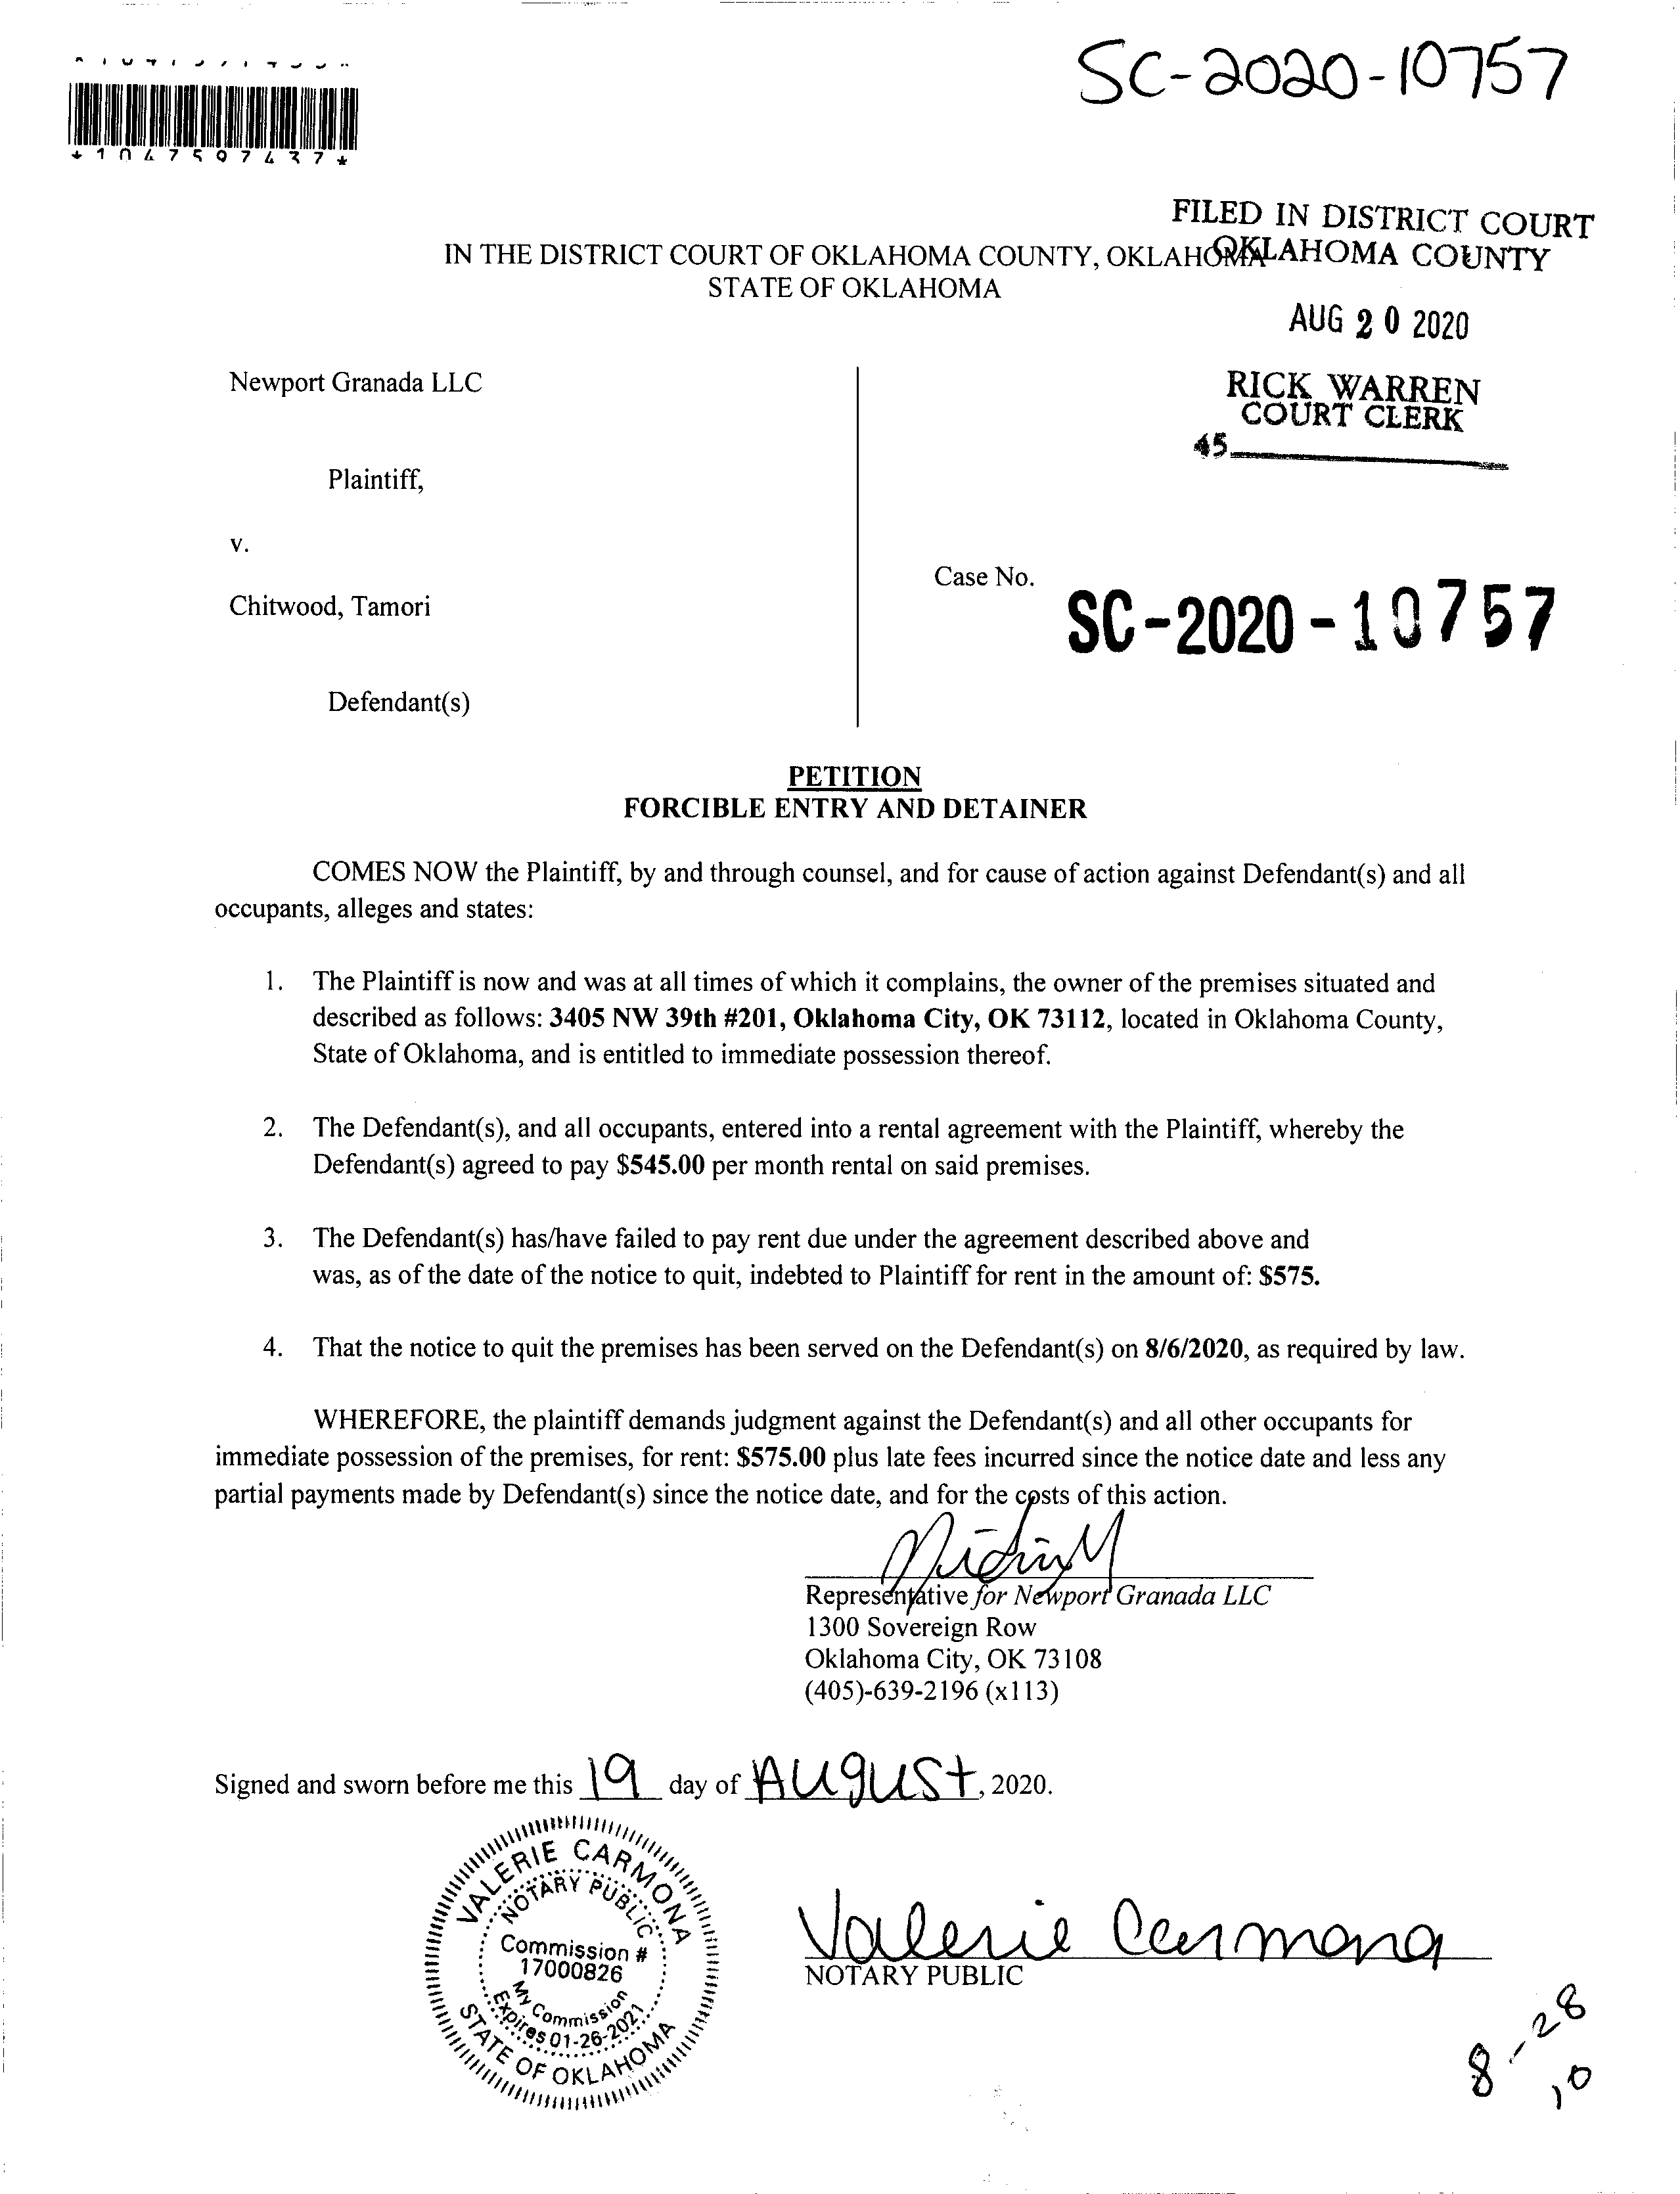 SC-2020-10757
*1047597437*
FILED IN DISTRICT COURT
OKLAHOMA COUNTY
IN THE DISTRICT COURT OF OKLAHOMA COUNTY, OKLAHOMA
STATE OF OKLAHOMA
AUG 20 2020
RICK WARREN
COURT CLERK
45
Newport Granada LLC
Plaintiff,
v.
Case No.
SC-2020-10757
Chitwood, Tamori
Defendant(s)
PETITION
FORCIBLE ENTRY AND DETAINER
COMES NOW the Plaintiff, by and through counsel, and for cause of action against Defendant(s) and all
occupants, alleges and states:
1. The Plaintiff is now and was at all times of which it complains, the owner of the premises situated and
described as follows: 3405 NW 39th #201, Oklahoma City, OK 73112, located in Oklahoma County,
State of Oklahoma, and is entitled to immediate possession thereof.
2. The Defendant(s), and all occupants, entered into a rental agreement with the Plaintiff, whereby the
Defendant(s) agreed to pay $545.00 per month rental on said premises.
3. The Defendant(s) has/have failed to pay rent due under the agreement described above and
was, as of the date of the notice to quit, indebted to Plaintiff for rent in the amount of: $575.
4. That the notice to quit the premises has been served on the Defendant(s) on 8/6/2020, as required by law.
WHEREFORE, the plaintiff demands judgment against the Defendant(s) and all other occupants for
immediate possession of the premises, for rent: $575.00 plus late fees incurred since the notice date and less any
partial payments made by Defendant(s) since the notice date, and for the costs of this action.
Representative for Newport Granada LLC
1300 Sovereign Row
Oklahoma City, OK 73108
(405)-639-2196 (x113)
Signed and sworn before me this 19 day of August, 2020.
VALERIE CARMONA
NOTARY PUBLIC
Commission #
17000826
My Commission
Expires 01-26-2021
STATE OF OKLAHOMA
Valerie Carmona
NOTARY PUBLIC
8-28
10